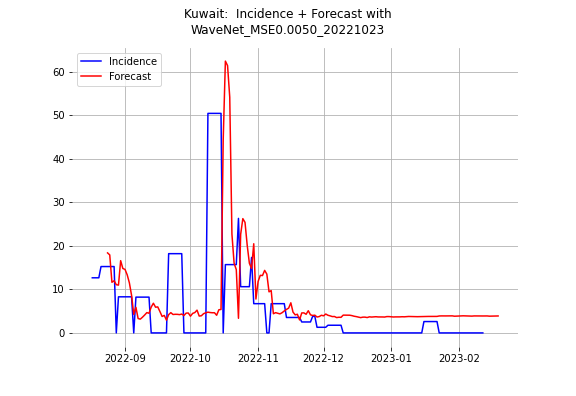 Kuwait:  Incidence + Forecast with
WaveNet_MSE0.0050_20221023
Incidence
Forecast
60
50
40
30
20
10
0
2022-09 2022-10 2022-11 2022-12 2023-01 2023-02